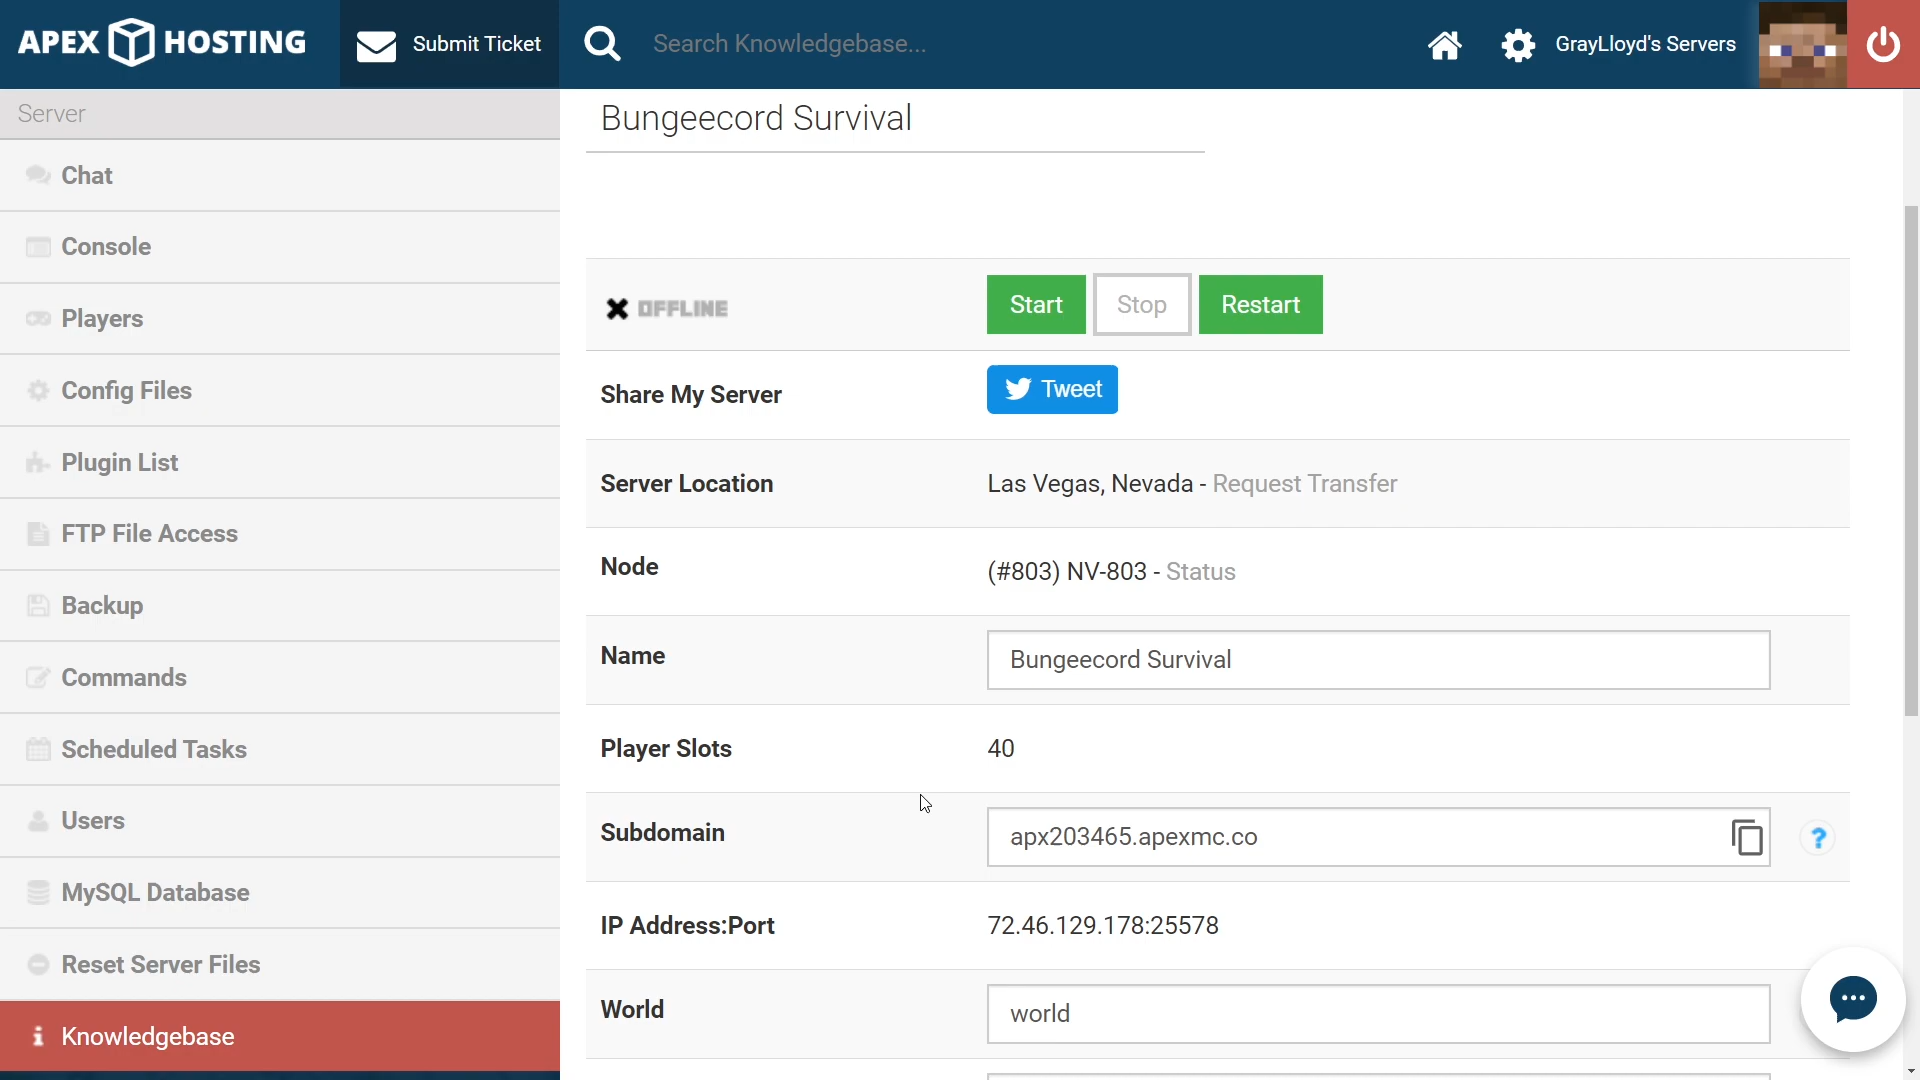 APEX HOSTING
Submit Ticket
Search Knowledgebase...
GrayLloyd's Servers
Server
Chat
Console
Players
Config Files
Plugin List
FTP File Access
Backup
Commands
Scheduled Tasks
Users
MySQL Database
Reset Server Files
Knowledgebase
Bungeecord Survival
OFFLINE
Start
Stop
Restart
Share My Server
Tweet
Server Location
Las Vegas, Nevada - Request Transfer
Node
(#803) NV-803 - Status
Name
Bungeecord Survival
Player Slots
40
Subdomain
apx203465.apexmc.co
?
IP Address:Port
72.46.129.178:25578
World
world